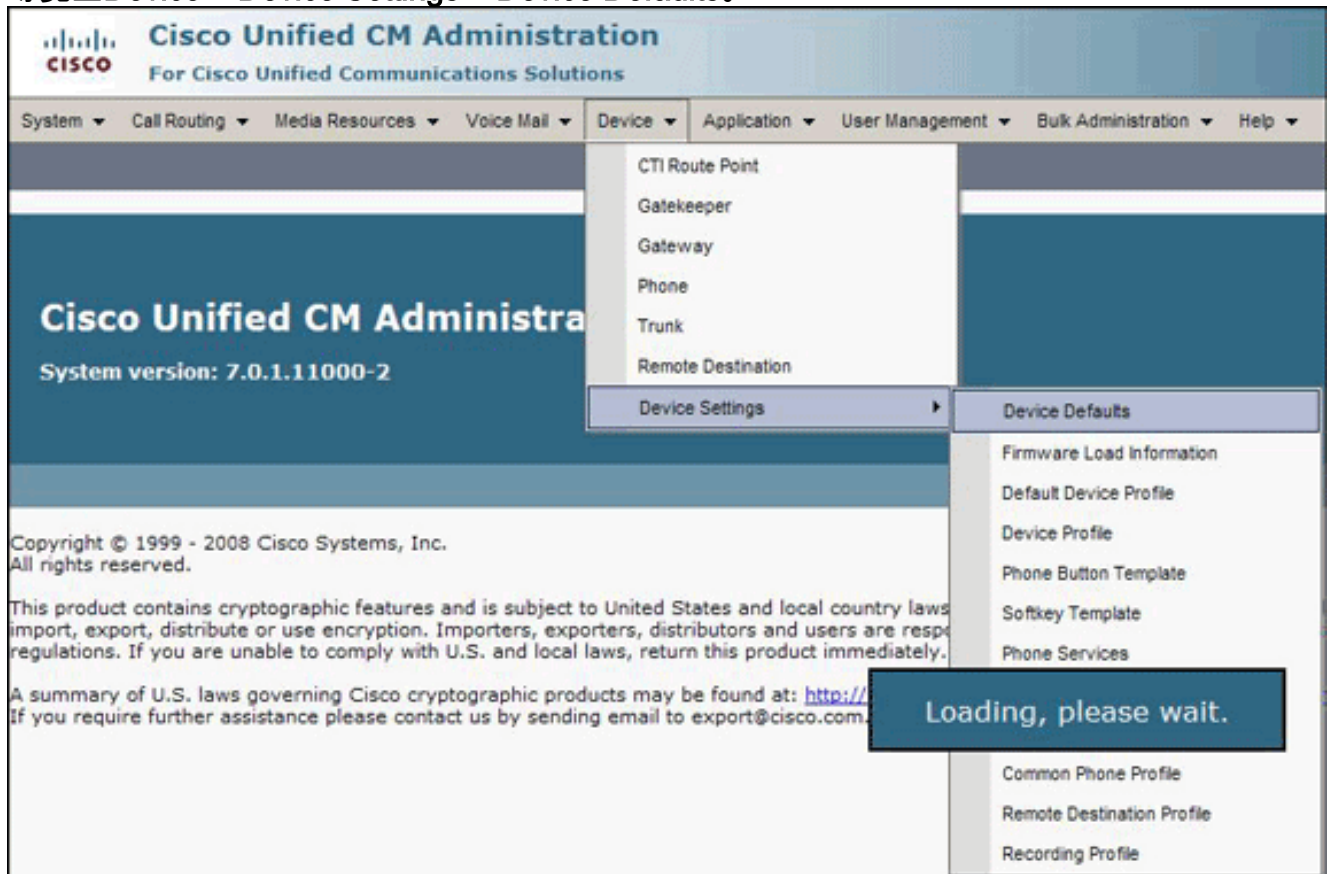 Device > Device Settings > Device Defaults。
CISCO
Cisco Unified CM Administration
For Cisco Unified Communications Solutions
System Call Routing Media Resources Voice Mail Device Application User Management Bulk Administration Help
CTI Route Point
Gatekeeper
Gateway
Phone
Trunk
Remote Destination
Device Settings
Device Defaults
Firmware Load Information
Default Device Profile
Device Profile
Phone Button Template
Softkey Template
Phone Services
Common Phone Profile
Remote Destination Profile
Recording Profile
Cisco Unified CM Administra
System version: 7.0.1.11000-2
Copyright © 1999 - 2008 Cisco Systems, Inc.
All rights reserved.
This product contains cryptographic features and is subject to United States and local country laws
import, export, distribute or use encryption. Importers, exporters, distributors and users are
regulations. If you are unable to comply with U.S. and local laws, return this product immediately.
A summary of U.S. laws governing Cisco cryptographic products may be found at: http://
If you require further assistance please contact us by sending email to export@cisco.com.
Loading, please wait.